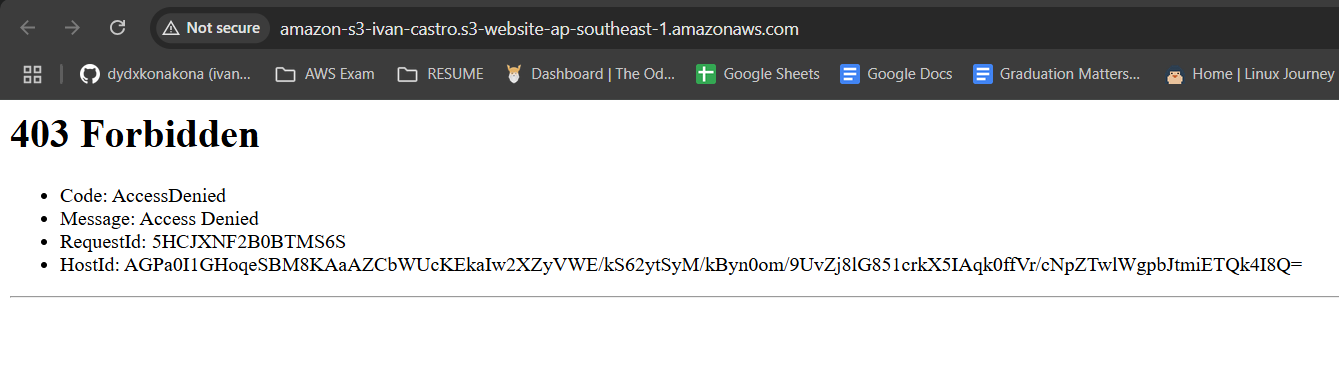 Not secure amazon-s3-ivan-castro.s3-website-ap-southeast-1.amazonaws.com
dydxkonakona (ivan... AWS Exam RESUME Dashboard | The Od... Google Sheets Google Docs Graduation Matters... Home | Linux Journey
403 Forbidden
• Code: AccessDenied
• Message: Access Denied
• RequestId: 5HCJXNF2B0BTMS6S
• HostId: AGPa0I1GHoqeSBM8KAaAZCbWUcKEkaIw2XZyVWE/kS62ytSyM/kByn0om/9UvZj8lG851crkX5IAqk0ffVr/cNpZTwlWgpbJtmiETQk4I8Q=